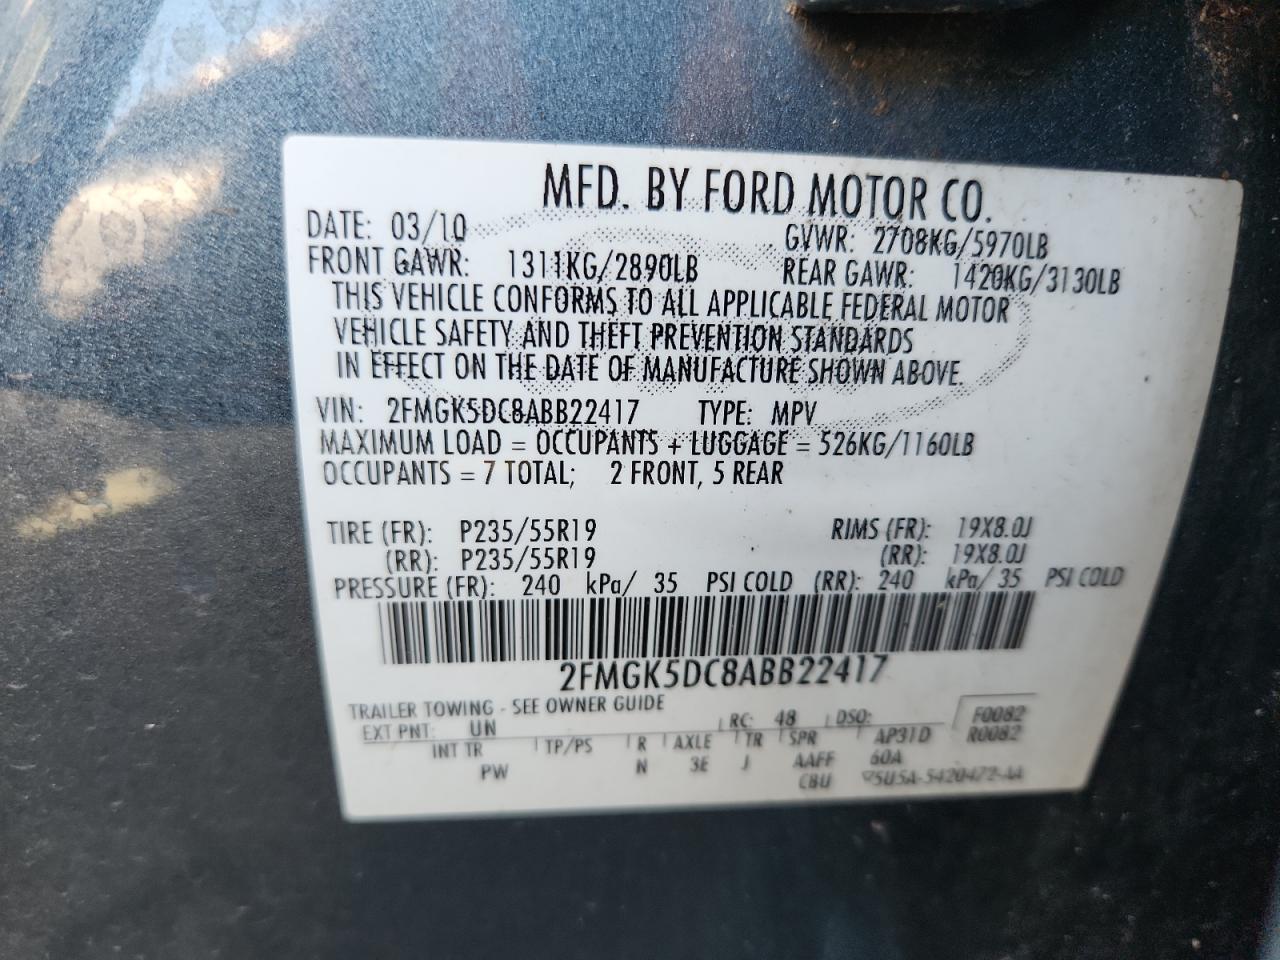 MFD. BY FORD MOTOR CO.
DATE: 03/10 GVWR: 2708KG/5970LB
FRONT GAWR: 1311KG/2890LB REAR GAWR: 1420KG/3130LB
THIS VEHICLE CONFORMS TO ALL APPLICABLE FEDERAL MOTOR
VEHICLE SAFETY AND THEFT PREVENTION STANDARDS
IN EFFECT ON THE DATE OF MANUFACTURE SHOWN ABOVE.
VIN: 2FMGK5DC8ABB22417 TYPE: MPV
MAXIMUM LOAD = OCCUPANTS + LUGGAGE = 526KG/1160LB
OCCUPANTS = 7 TOTAL; 2 FRONT, 5 REAR
TIRE (FR): P235/55R19 RIMS (FR): 19X8.0J
(RR): P235/55R19 (RR): 19X8.0J
PRESSURE (FR): 240 kPa/ 35 PSI COLD (RR): 240 kPa/ 35 PSI COLD
2FMGK5DC8ABB22417
TRAILER TOWING - SEE OWNER GUIDE
EXT PNT: UN RC: 48 DSO: F0082
INT TR TP/PS R AXLE TR SPR AP31D R0082
PW N 3E J AAFF 60A
CBU 5U5A-5420472-AA